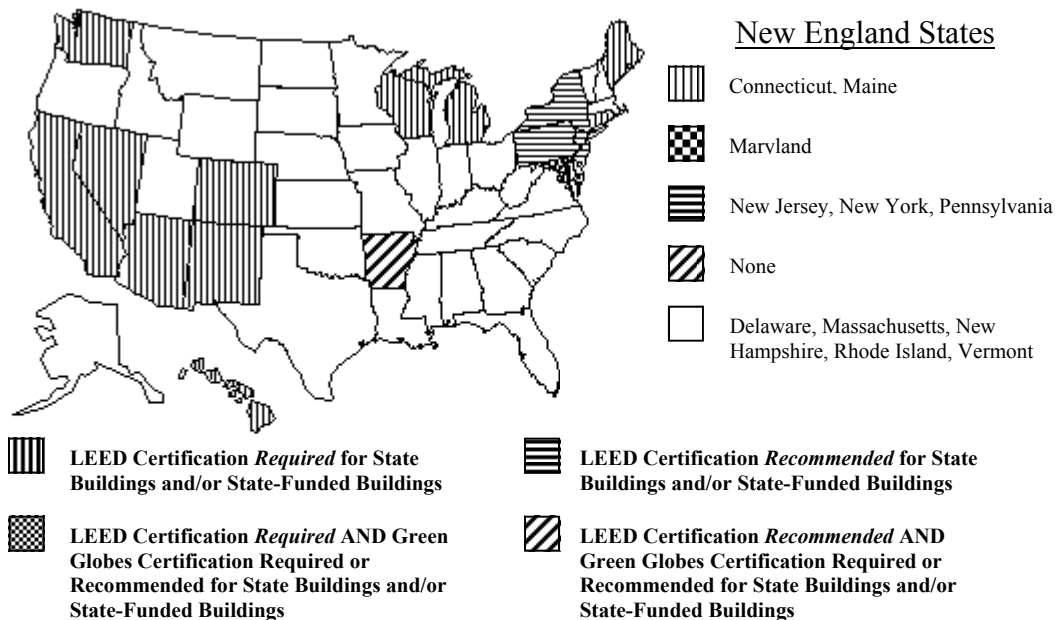 New England States
Connecticut, Maine
Maryland
New Jersey, New York, Pennsylvania
None
Delaware, Massachusetts, New
Hampshire, Rhode Island, Vermont
LEED Certification Required for State
Buildings and/or State-Funded Buildings
LEED Certification Recommended for State
Buildings and/or State-Funded Buildings
LEED Certification Required AND Green
Globes Certification Required or
Recommended for State Buildings and/or
State-Funded Buildings
LEED Certification Recommended AND
Green Globes Certification Required or
Recommended for State Buildings and/or
State-Funded Buildings